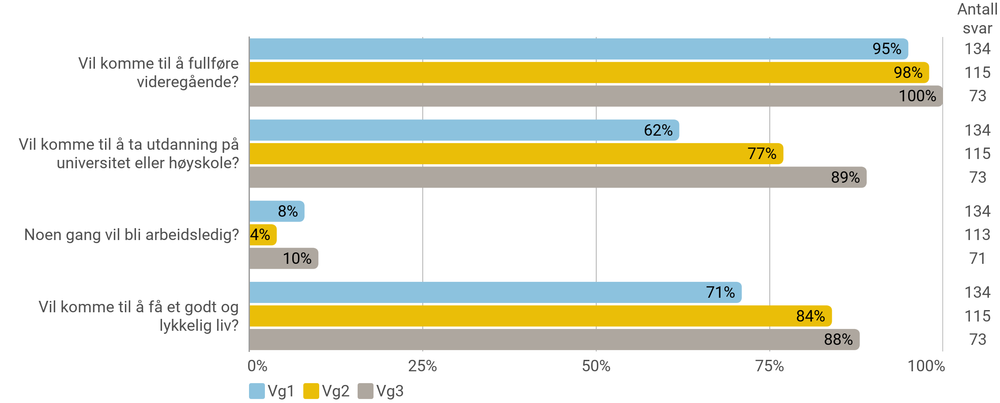 Antall
svar
Vil komme til å fullføre
videregående?
95% 134
98% 115
100% 73
Vil komme til å ta utdanning på
universitet eller høyskole?
62% 134
77% 115
89% 73
Noen gang vil bli arbeidsledig?
8% 134
4% 113
10% 71
Vil komme til å få et godt og
lykkelig liv?
71% 134
84% 115
88% 73
0% 25% 50% 75% 100%
Vg1 Vg2 Vg3